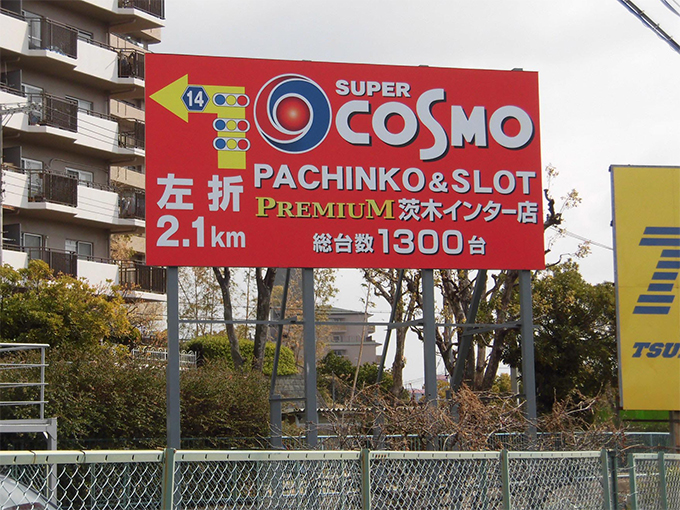 14
SUPER
COSMO
PACHINKO & SLOT
PREMIUM 茨木インター店
総台数1300台
左折
2.1km